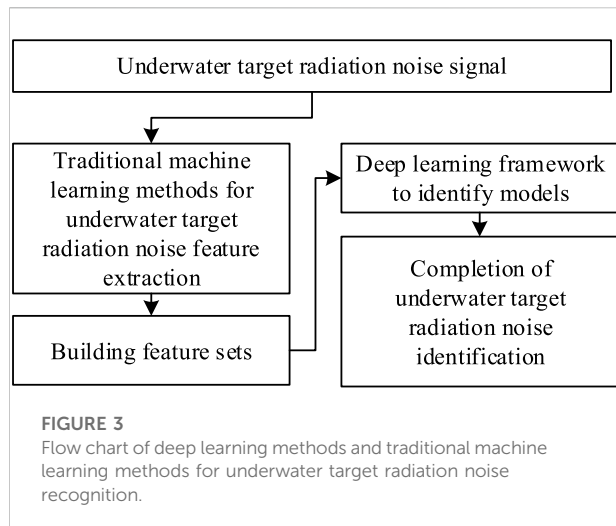 Underwater target radiation noise signal
Traditional machine
learning methods for
underwater target
radiation noise feature
extraction
Building feature sets
Deep learning framework
to identify models
Completion of
underwater target
radiation noise
identification
FIGURE 3
Flow chart of deep learning methods and traditional machine
learning methods for underwater target radiation noise
recognition.